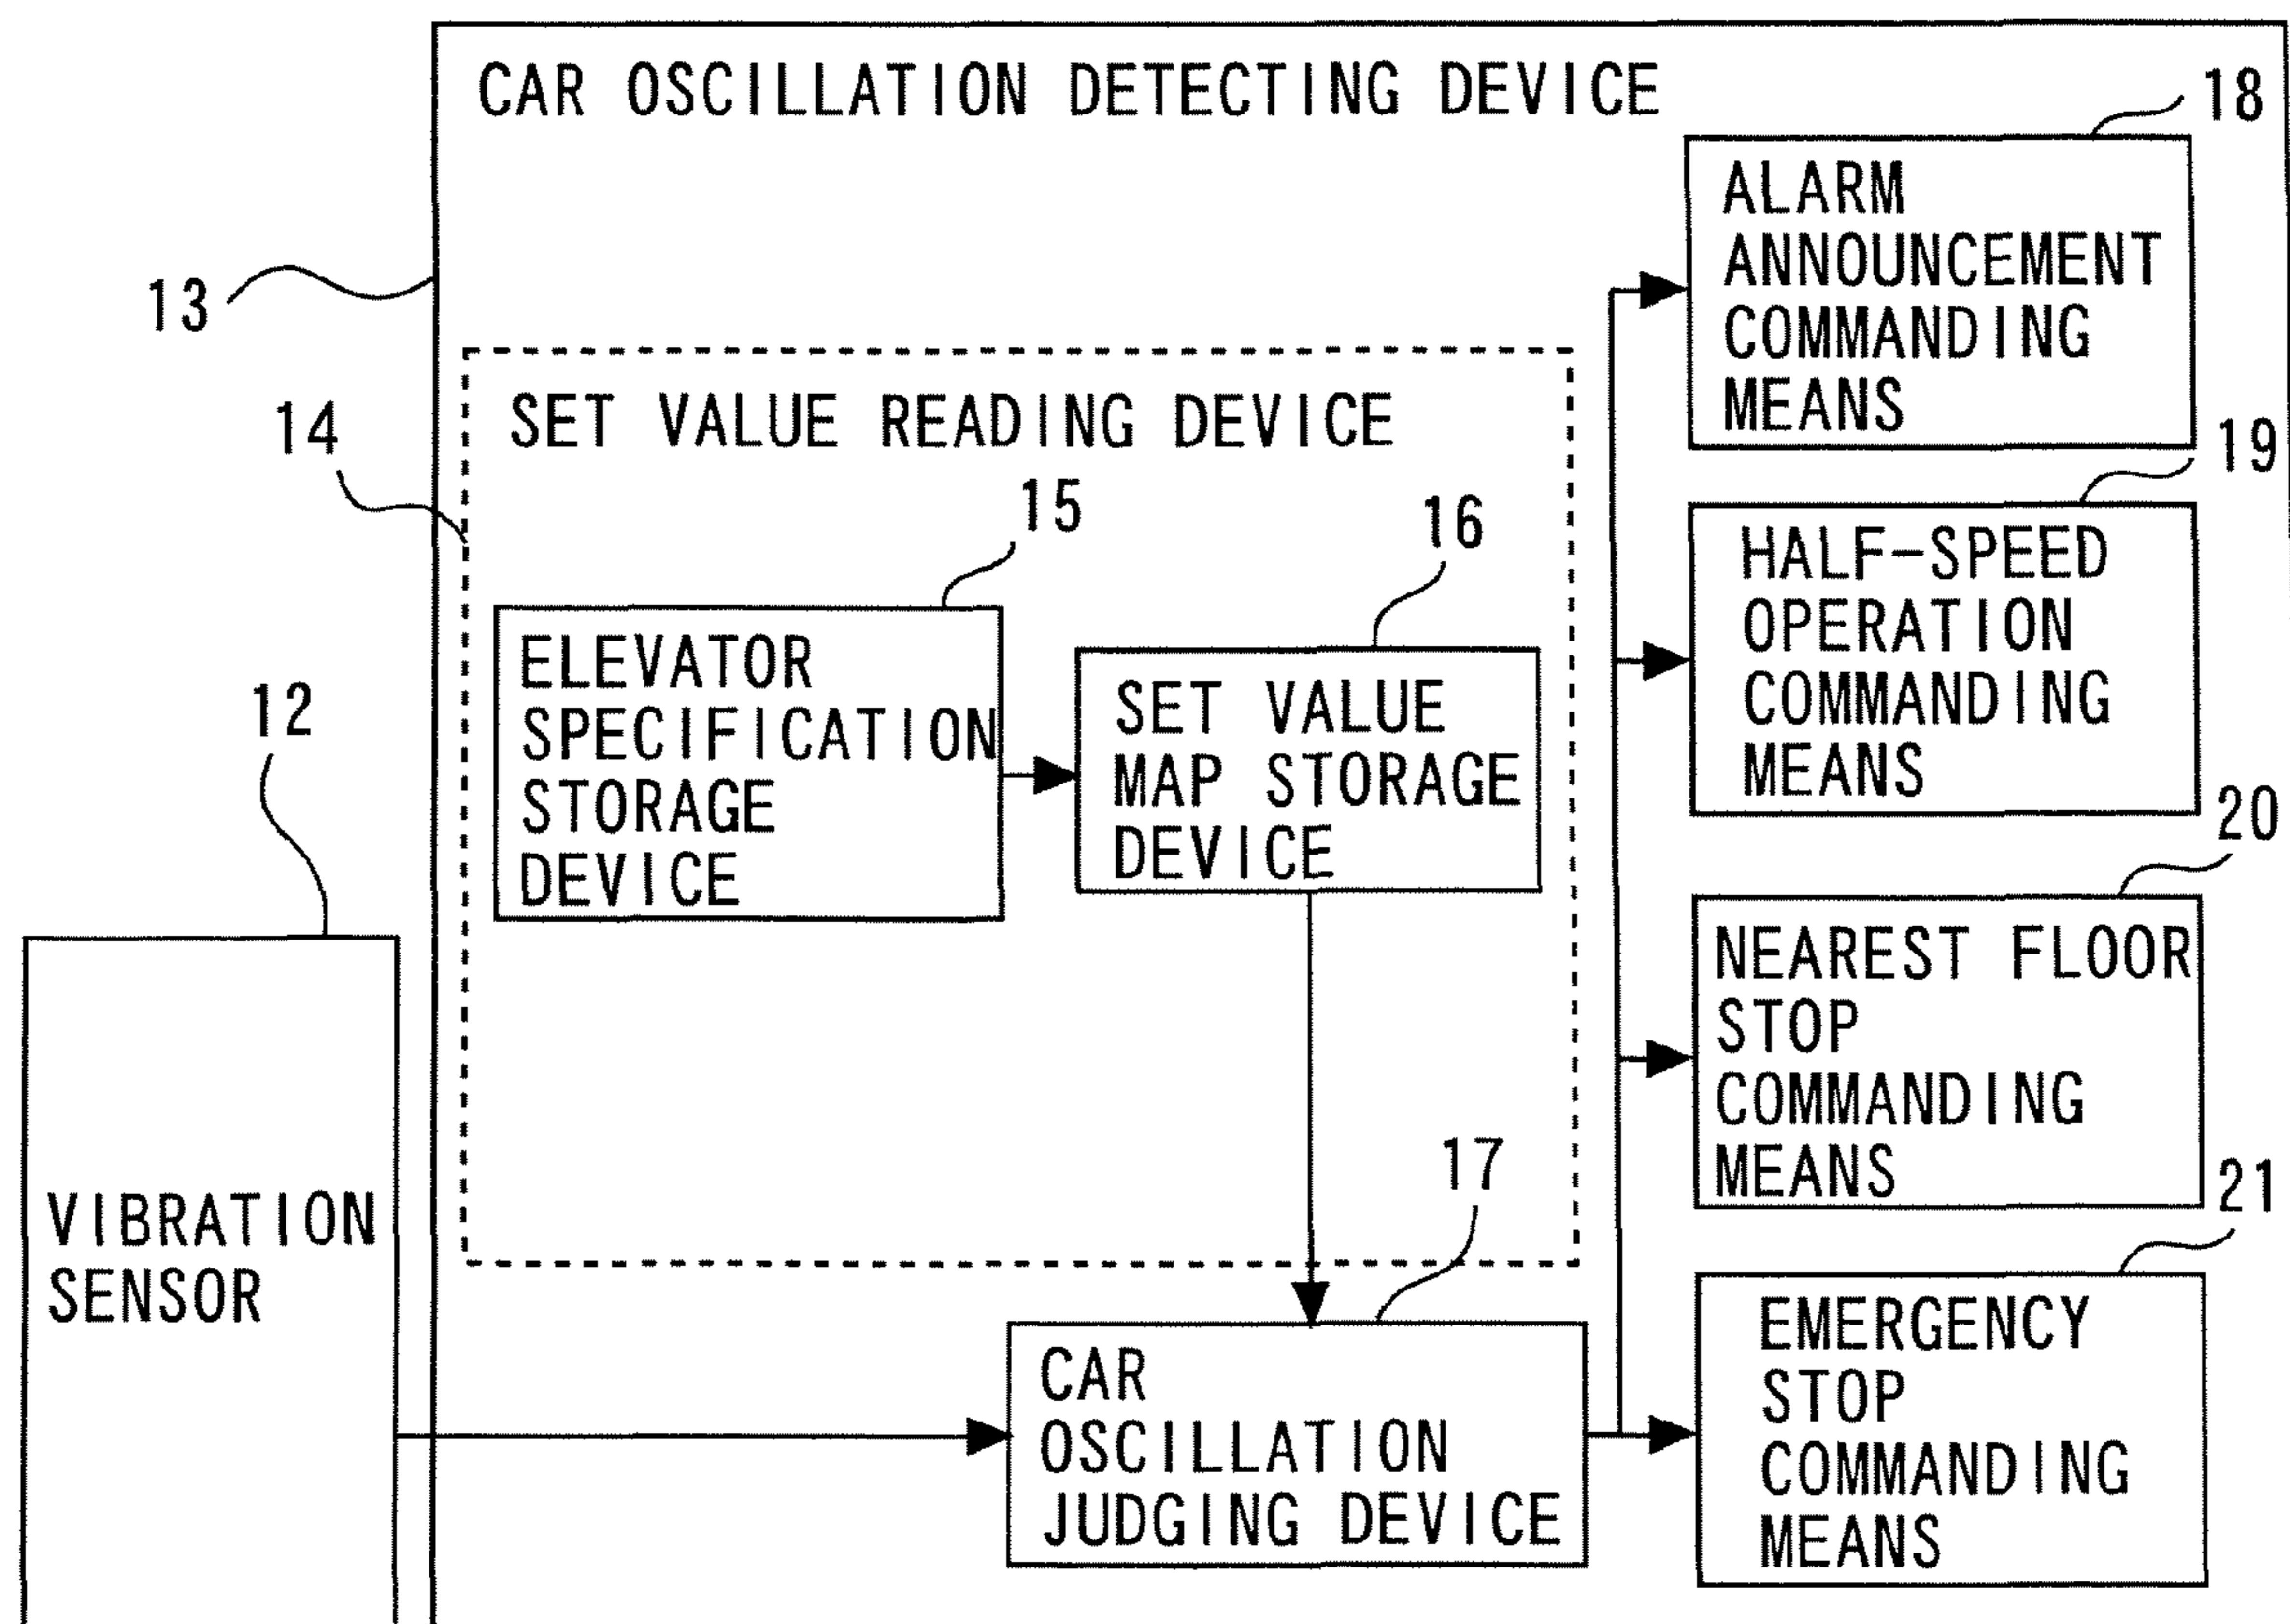 CAR OSCILLATION DETECTING DEVICE
18
ALARM
ANNOUNCEMENT
COMMANDING
MEANS
13
14
SET VALUE READING DEVICE
19
15
16
HALF-SPEED
OPERATION
COMMANDING
MEANS
ELEVATOR
SPECIFICATION
STORAGE
DEVICE
SET VALUE
MAP STORAGE
DEVICE
12
20
NEAREST FLOOR
STOP
COMMANDING
MEANS
17
21
VIBRATION
SENSOR
CAR
OSCILLATION
JUDGING DEVICE
EMERGENCY
STOP
COMMANDING
MEANS